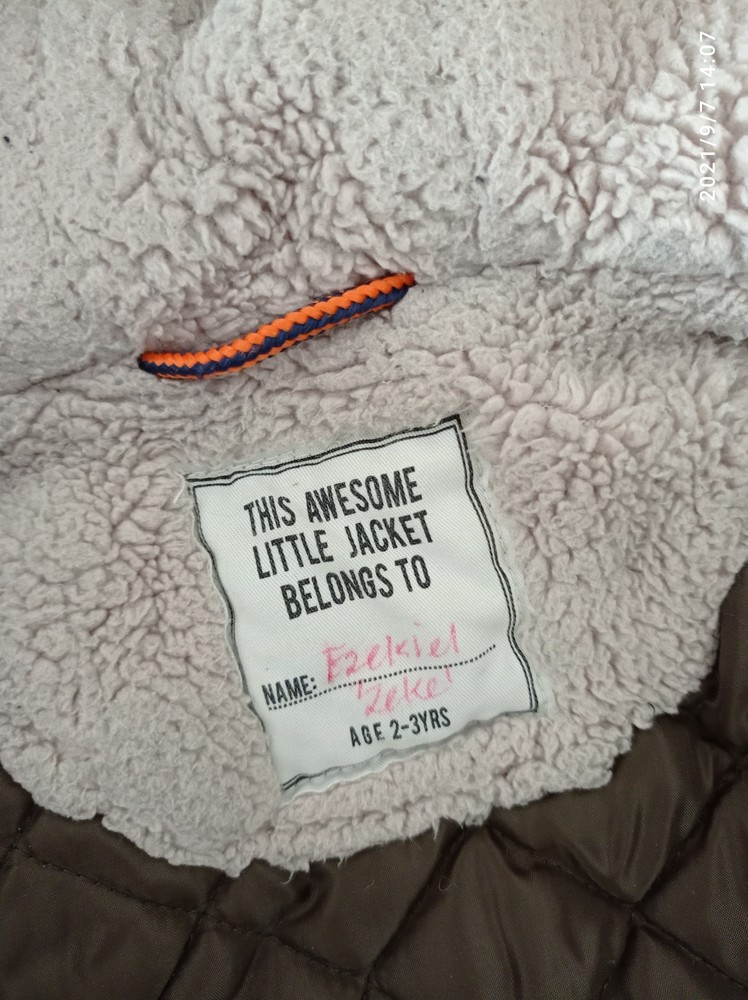 2021/9/7 14:07
THIS AWESOME
LITTLE JACKET
BELONGS TO
NAME: Ezekiel
'Zeke'
AGE 2-3YRS